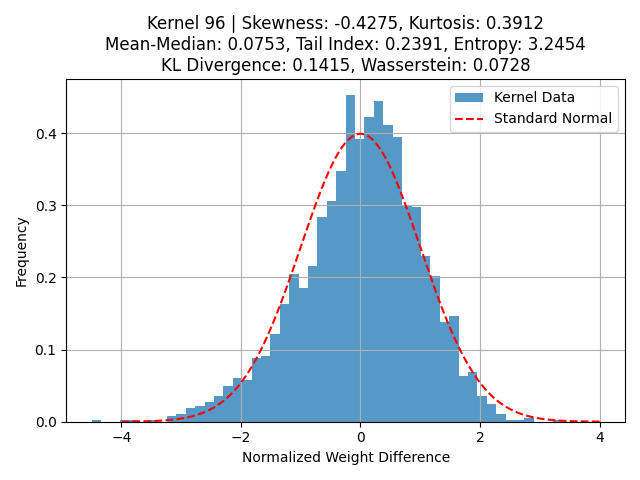 Kernel 96 | Skewness: -0.4275, Kurtosis: 0.3912
Mean-Median: 0.0753, Tail Index: 0.2391, Entropy: 3.2454
KL Divergence: 0.1415, Wasserstein: 0.0728
Kernel Data
Standard Normal
Frequency
0.4
0.3
0.2
0.1
0.0
−4
−2
0
2
4
Normalized Weight Difference